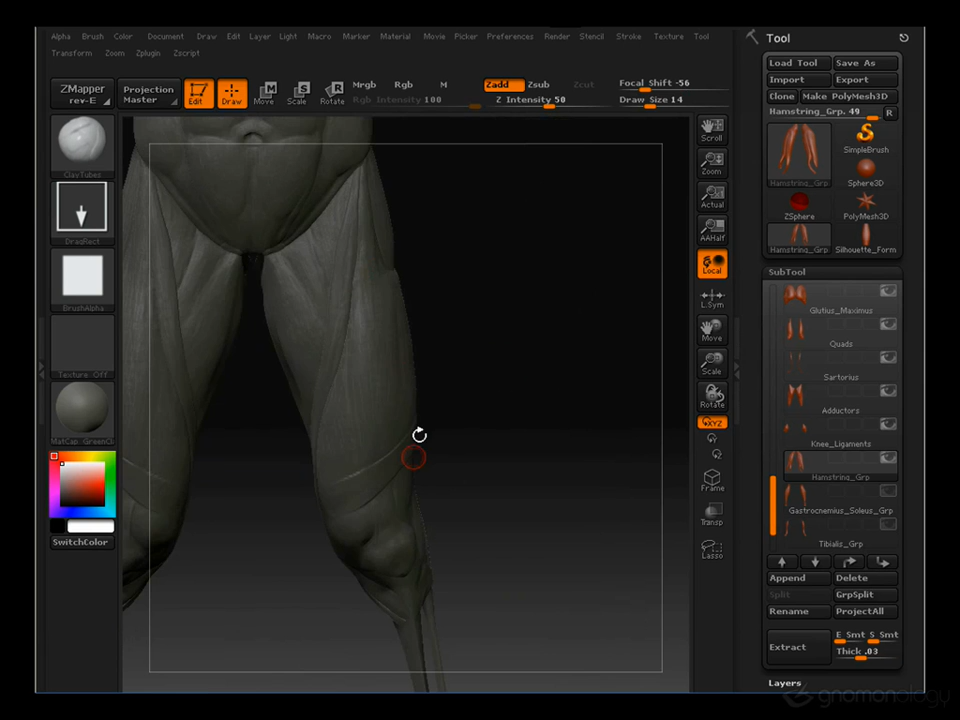 Alpha Brush Color Document Draw Edit Layer Light Macro Marker Material Movie Picker Preferences Render Stencil Stroke Texture Tool
Transform Zoom Zplugin Zscript
Tool
ZMapper
rev-E
Projection
Master
Edit
Draw
Move
Scale
Rotate
Mrgb Rgb M
Rgb Intensity 100
Zadd Zsub Zcut
Z Intensity 50
Focal Shift -56
Draw Size 14
Load Tool Save As
Import Export
Clone Make PolyMesh3D
Hamstring_Grp. 49 R
Hamstring_Grp
SimpleBrush
Sphere3D
ZSphere
PolyMesh3D
Hamstring_Grp
Silhouette_Form
ClayTubes
DragRect
BrushAlpha
Texture Off
MatCap_GreenCl
SwitchColor
Scroll
Zoom
Actual
AAHalf
Local
L.Sym
Move
Scale
Rotate
XYZ
Frame
Transp
Lasso
SubTool
Glutius_Maximus
Quads
Sartorius
Adductors
Knee_Ligaments
Hamstring_Grp
Gastrocnemius_Soleus_Grp
Tibialis_Grp
Append Delete
Split GrpSplit
Rename ProjectAll
Extract
E Smt S Smt
Thick .03
Layers
gnomonology